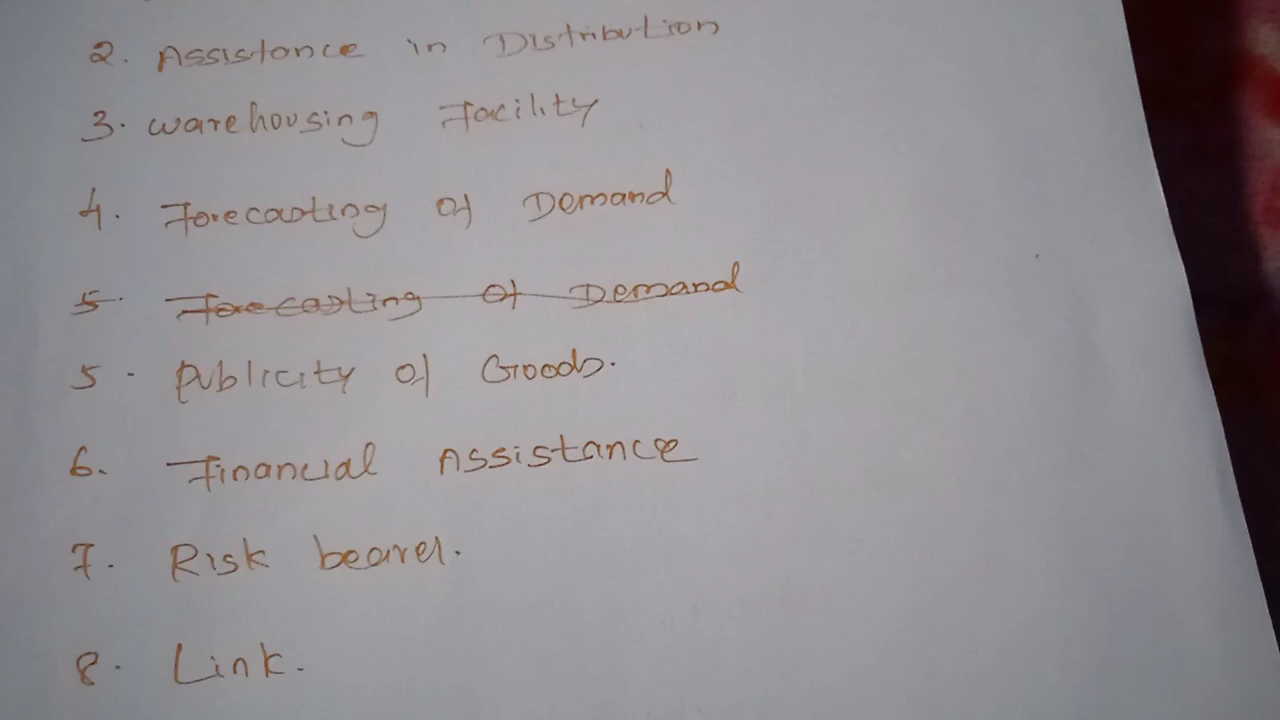 2. Assistance in Distribution
3. warehousing Facility
4. Forecasting of Demand
5. Forecasting of Demand
5. Publicity of Goods.
6. Financial Assistance
7. Risk bearer.
8. Link.